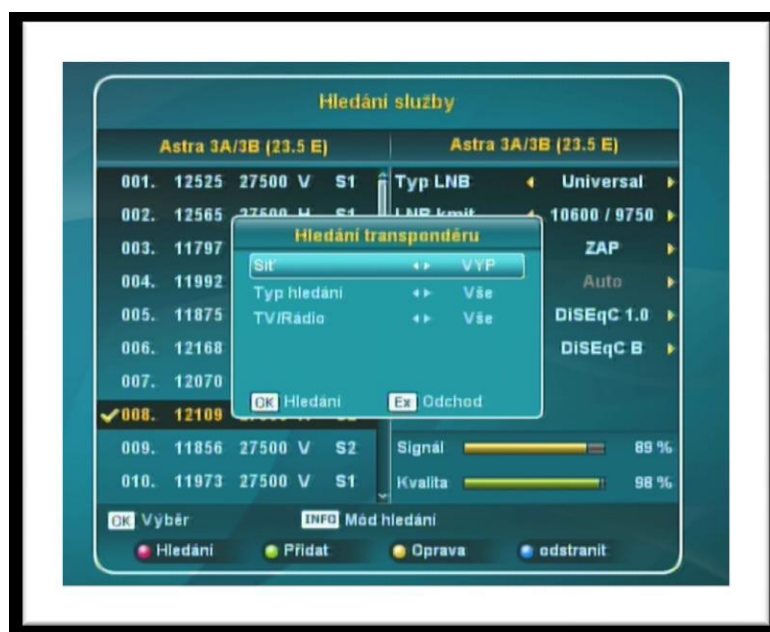 Hledání služby
Astra 3A/3B (23.5 E)
Astra 3A/3B (23.5 E)
001. 12525 27500 V S1
Typ LNB Universal
002. 12565 27500 H S1
LNB kmit 10600 / 9750
003. 11797
ZAP
004. 11992
Auto
005. 11875
DiSEqC 1.0
006. 12168
DiSEqC B
007. 12070
008. 12109
009. 11856 27500 V S2
Signál 89 %
010. 11973 27500 V S1
Kvalita 98 %
Hledání transpondéru
Síť VYP
Typ hledání Vše
TV/Rádio Vše
OK Hledání Ex Odchod
OK Výběr INFO Mód hledání
Hledání Přidat Oprava odstranit